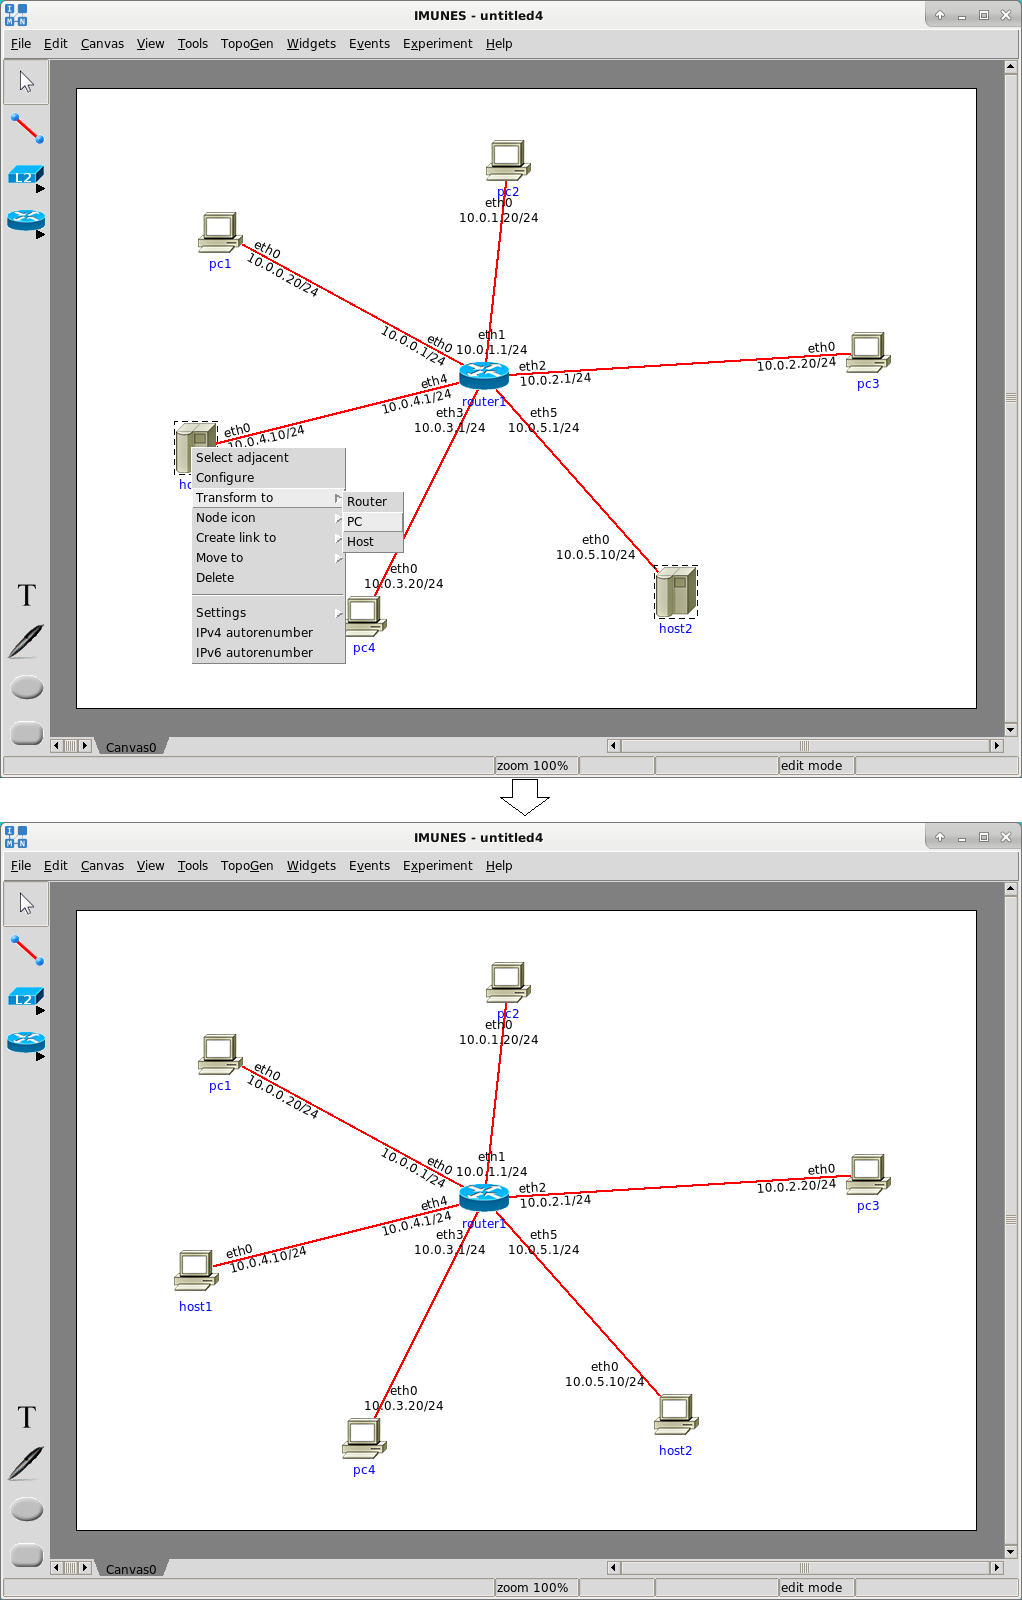 IMUNES - untitled4
File Edit Canvas View Tools TopoGen Widgets Events Experiment Help
L2
pc2
eth0
10.0.1.20/24
pc1
eth0
10.0.0.20/24
eth0
10.0.0.1/24
eth1
10.0.1.1/24
eth2
10.0.2.1/24
eth0
10.0.2.20/24
pc3
eth4
10.0.4.1/24
router1
eth3
10.0.3.1/24
eth5
10.0.5.1/24
eth0
10.0.4.10/24
Select adjacent
Configure
Transform to
Node icon
Create link to
Move to
Delete
Settings
IPv4 autorenumber
IPv6 autorenumber
Router
PC
Host
eth0
10.0.3.20/24
pc4
eth0
10.0.5.10/24
host2
T
Canvas0
zoom 100%
edit mode
IMUNES - untitled4
File Edit Canvas View Tools TopoGen Widgets Events Experiment Help
L2
pc2
eth0
10.0.1.20/24
pc1
eth0
10.0.0.20/24
eth0
10.0.0.1/24
eth1
10.0.1.1/24
eth2
10.0.2.1/24
eth0
10.0.2.20/24
pc3
eth4
10.0.4.1/24
router1
eth3
10.0.3.1/24
eth5
10.0.5.1/24
eth0
10.0.4.10/24
host1
eth0
10.0.3.20/24
pc4
eth0
10.0.5.10/24
host2
T
Canvas0
zoom 100%
edit mode